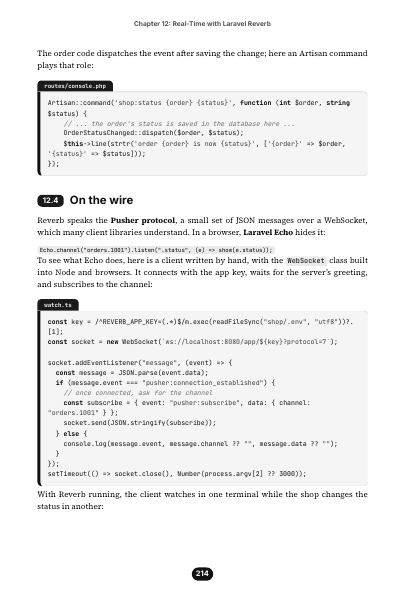 Chapter 12: Real-Time with Laravel Reverb
The order code dispatches the event after saving the change; here an Artisan command
plays that role:
routes/console.php
Artisan::command('shop:status {order} {status}', function (int $order, string
$status) {
    // ... the order's status is saved in the database here ...
    OrderStatusChanged::dispatch($order, $status);
    $this->line(strtr('order {order} is now {status}', ['{order}' => $order,
'{status}' => $status]));
});
12.4 On the wire
Reverb speaks the Pusher protocol, a small set of JSON messages over a WebSocket,
which many client libraries understand. In a browser, Laravel Echo hides it:
Echo.channel("orders.1001").listen(".status", (e) => show(e.status));
To see what Echo does, here is a client written by hand, with the WebSocket class built
into Node and browsers. It connects with the app key, waits for the server's greeting,
and subscribes to the channel:
watch.ts
const key = /^REVERB_APP_KEY=(.*)$/m.exec(readFileSync("shop/.env", "utf8"))?.
[1];
const socket = new WebSocket(`ws://localhost:8080/app/${key}?protocol=7`);
socket.addEventListener("message", (event) => {
  const message = JSON.parse(event.data);
  if (message.event === "pusher:connection_established") {
    // once connected, ask for the channel
    const subscribe = { event: "pusher:subscribe", data: { channel:
"orders.1001" } };
    socket.send(JSON.stringify(subscribe));
  } else {
    console.log(message.event, message.channel ?? "", message.data ?? "");
  }
});
setTimeout(() => socket.close(), Number(process.argv[2] ?? 3000));
With Reverb running, the client watches in one terminal while the shop changes the
status in another:
214